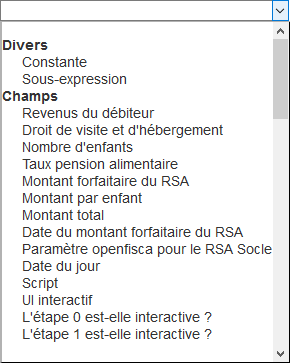 Divers
Constante
Sous-expression
Champs
Revenus du débiteur
Droit de visite et d'hébergement
Nombre d'enfants
Taux pension alimentaire
Montant forfaitaire du RSA
Montant par enfant
Montant total
Date du montant forfaitaire du RSA
Paramètre openfisca pour le RSA Socle
Date du jour
Script
UI interactif
L'étape 0 est-elle interactive ?
L'étape 1 est-elle interactive ?